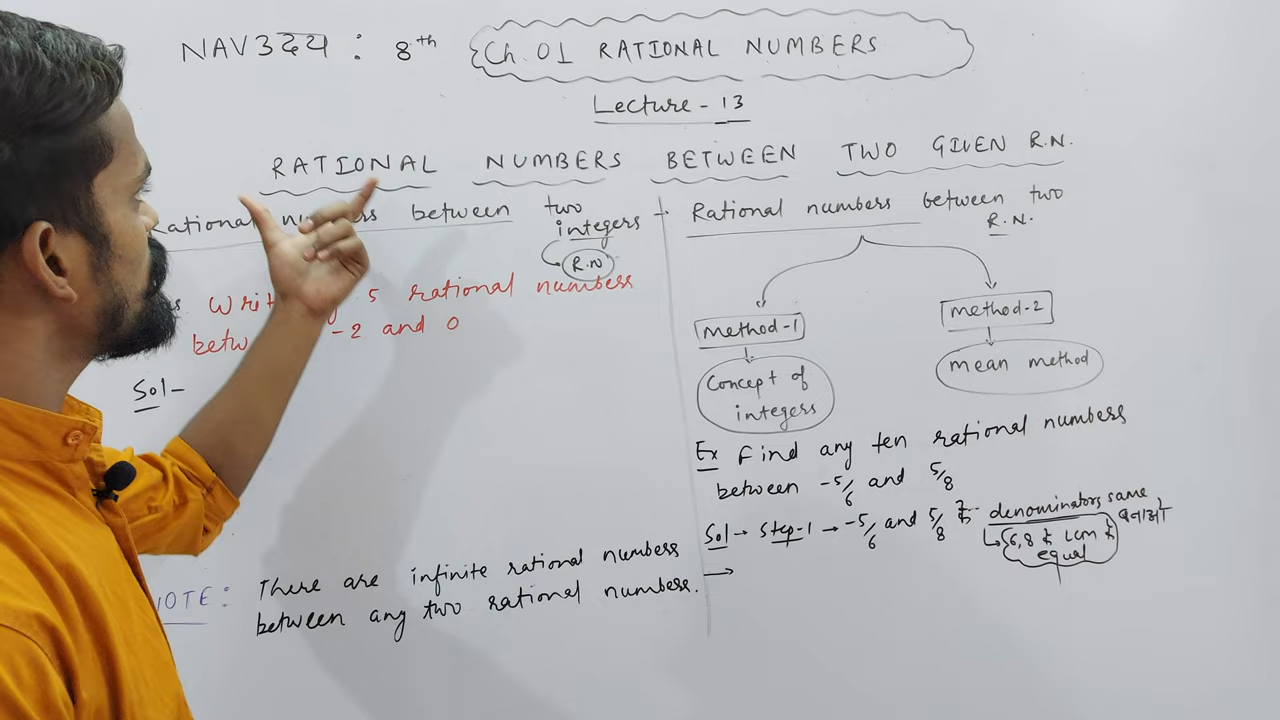 NAV3दय : 8th Ch. 01 RATIONAL NUMBERS
Lecture - 13
RATIONAL NUMBERS BETWEEN TWO GIVEN R.N.
Rational numbers between two
integers
R.N
5 rational numbers
-2 and 0
Sol -
NOTE: There are infinite rational numbers
between any two rational numbers.
→ Rational numbers between two
R.N.
method-1
method-2
Concept of
integers
mean method
Ex Find any ten rational numbers
between -5/6 and 5/8
Sol → Step-1 → -5/6 and 5/8 के denominators same
6,8 का LCM के
equal
→